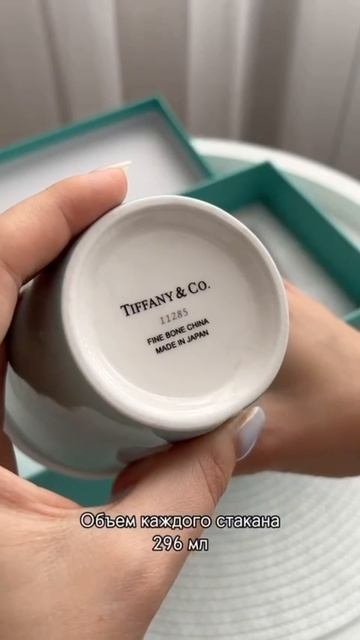 TIFFANY & CO.
11285
FINE BONE CHINA
MADE IN JAPAN
Объем каждого стакана
296 мл